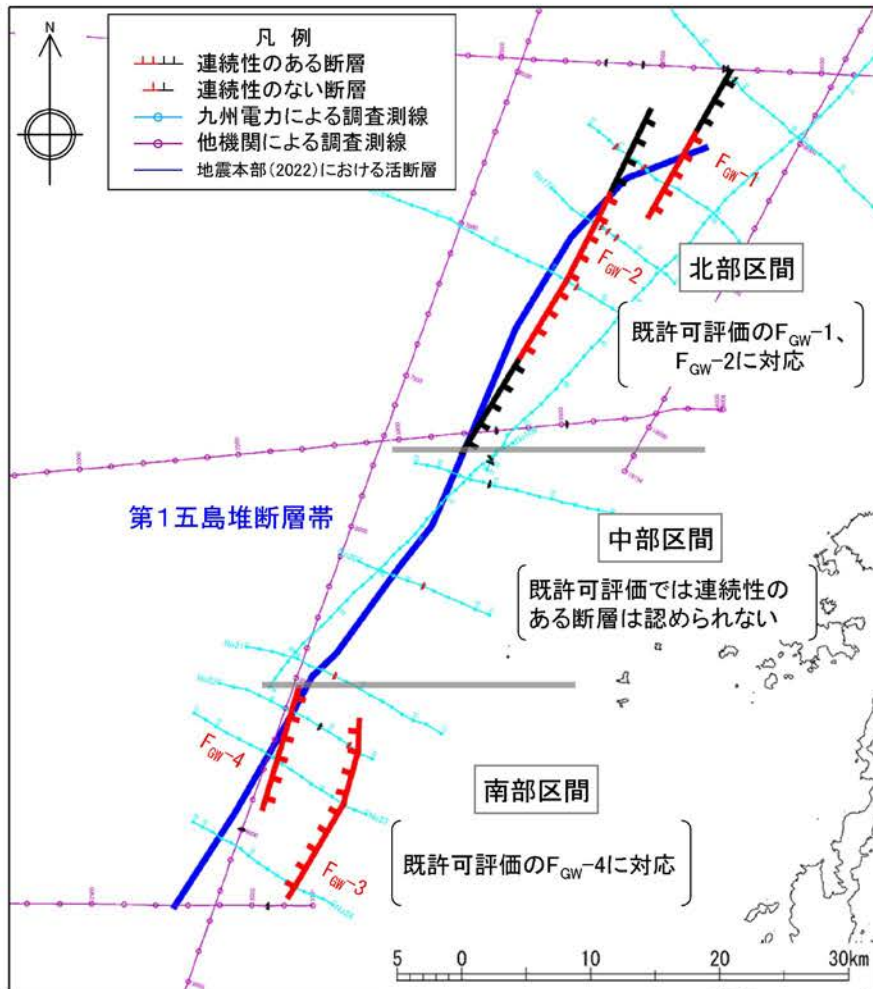 N
凡 例
連続性のある断層
連続性のない断層
九州電力による調査測線
他機関による調査測線
地震本部(2022)における活断層
FGW-1
FGW-2
北部区間
既許可評価のFGW-1、
FGW-2に対応
第1五島堆断層帯
中部区間
既許可評価では連続性の
ある断層は認められない
FGW-4
南部区間
FGW-3
既許可評価のFGW-4に対応
5 0 10 20 30km